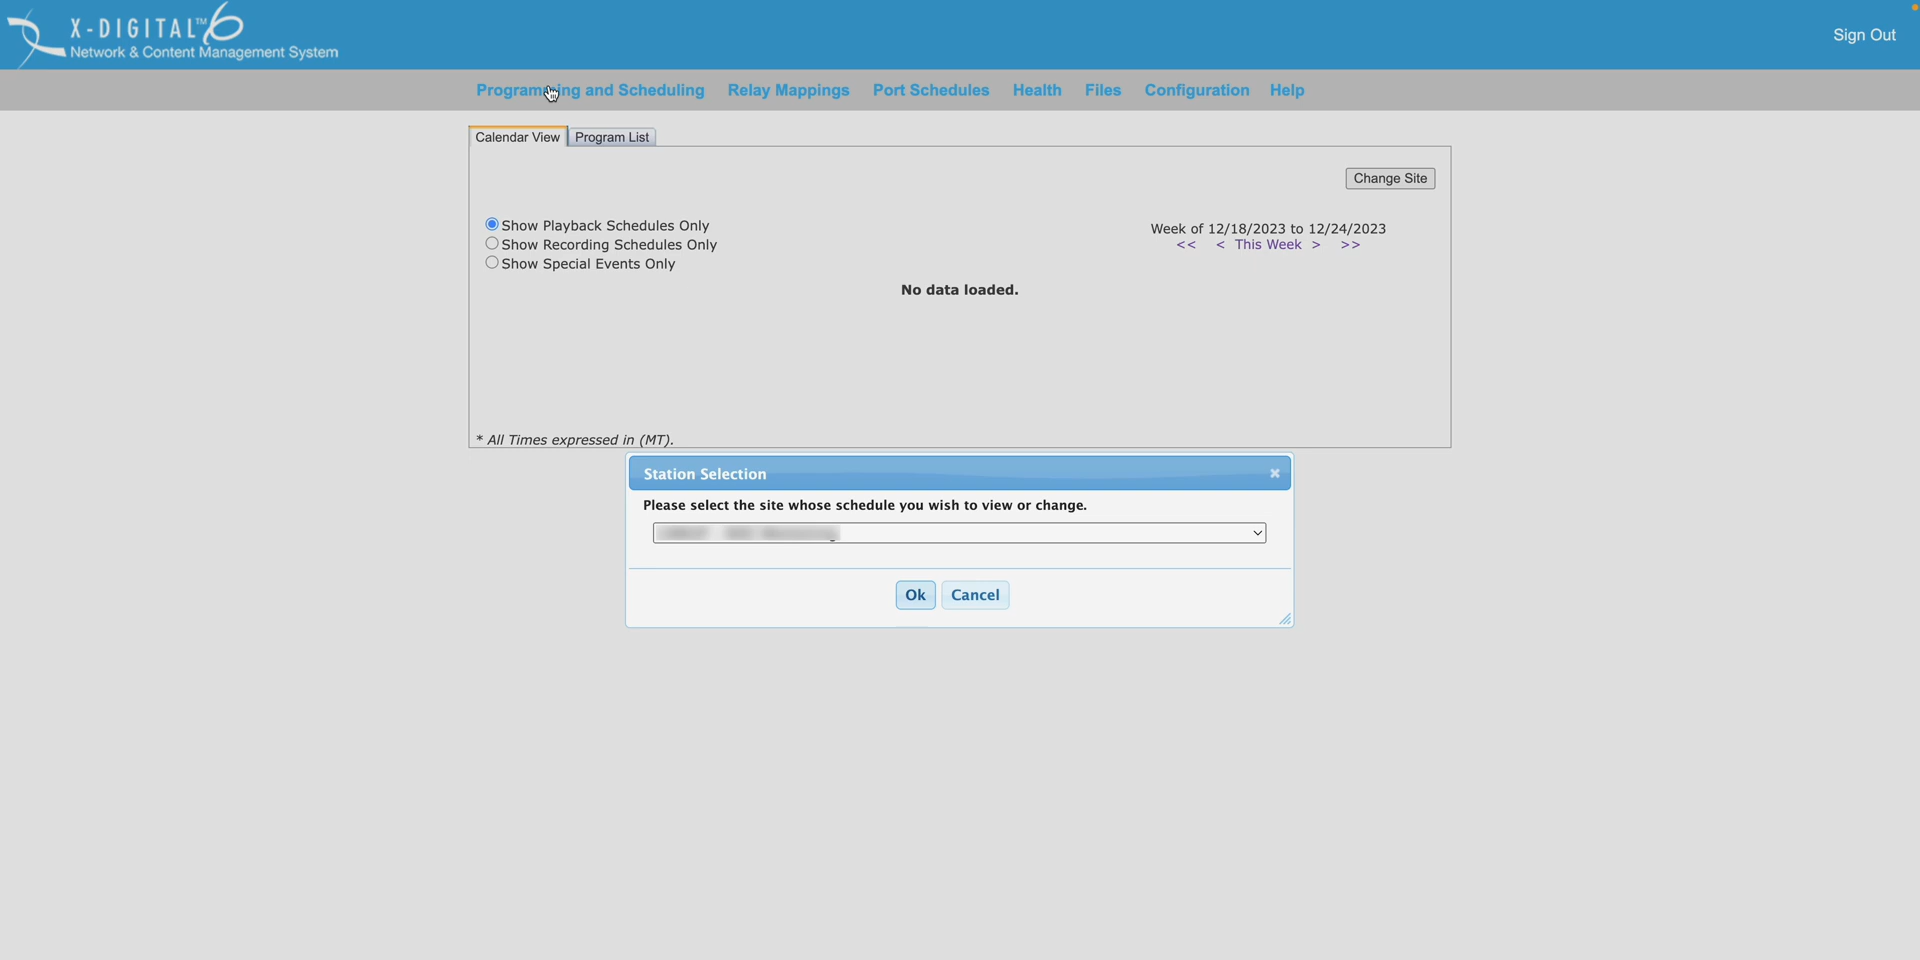 X-DIGITAL™6
Network & Content Management System
Sign Out
Programming and Scheduling Relay Mappings Port Schedules Health Files Configuration Help
Calendar View Program List
Change Site
Show Playback Schedules Only
Show Recording Schedules Only
Show Special Events Only
Week of 12/18/2023 to 12/24/2023
<< < This Week > >>
No data loaded.
* All Times expressed in (MT).
Station Selection
Please select the site whose schedule you wish to view or change.
Ok Cancel